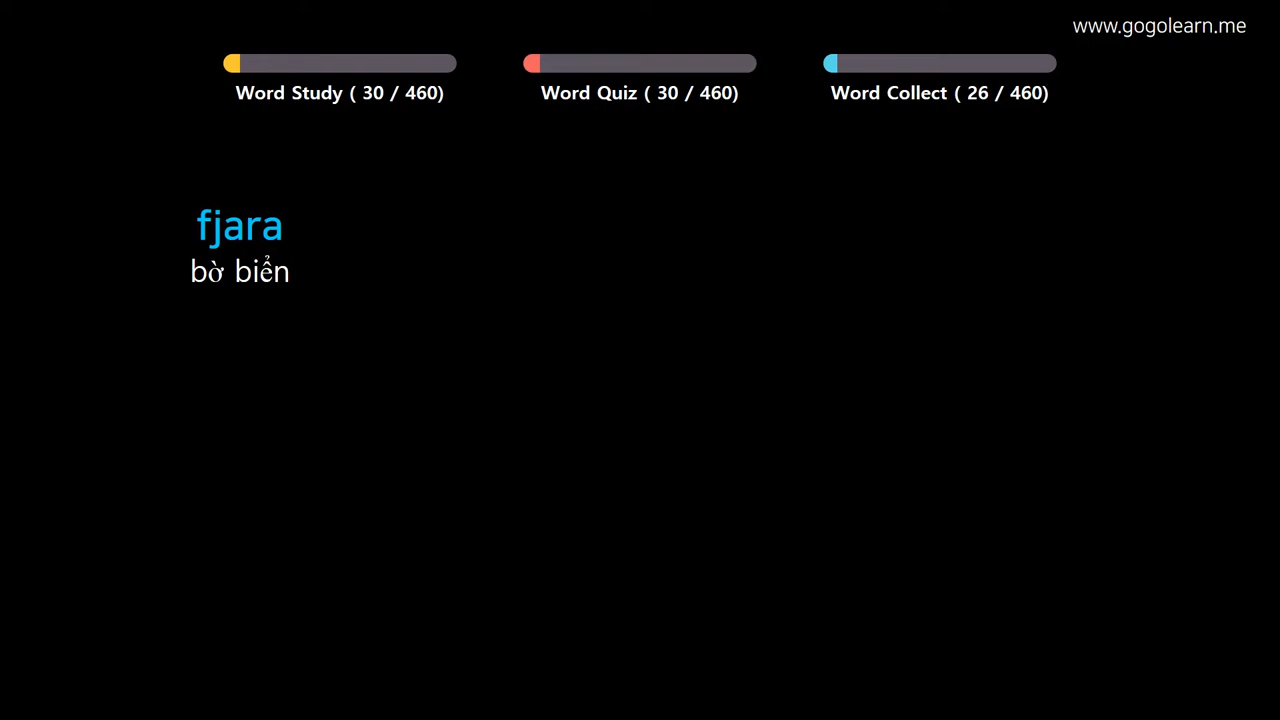 www.gogolearn.me
Word Study ( 30 / 460)
Word Quiz ( 30 / 460)
Word Collect ( 26 / 460)
fjara
bờ biển